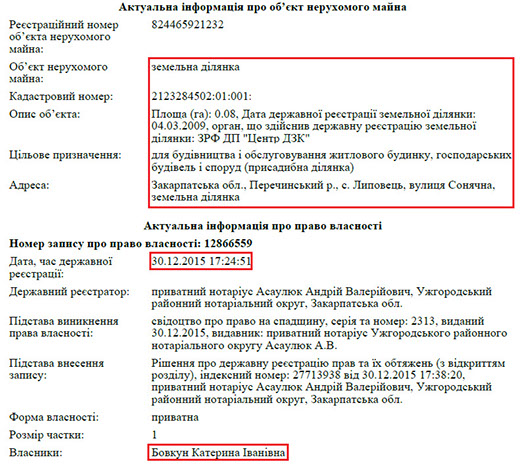 Актуальна інформація про об’єкт нерухомого майна
Реєстраційний номер об’єкта нерухомого майна: 824465921232
Об’єкт нерухомого майна: земельна ділянка
Кадастровий номер: 2123284502:01:001:
Опис об’єкта: Площа (га): 0.08, Дата державної реєстрації земельної ділянки:
04.03.2009, орган, що здійснив державну реєстрацію земельної
ділянки: ЗРФ ДП "Центр ДЗК"
Цільове призначення: для будівництва і обслуговування житлового будинку, господарських
будівель і споруд (присадибна ділянка)
Адреса: Закарпатська обл., Перечинський р., с. Липовець, вулиця Сонячна,
земельна ділянка
Актуальна інформація про право власності
Номер запису про право власності: 12866559
Дата, час державної реєстрації: 30.12.2015 17:24:51
Державний реєстратор: приватний нотаріус Асаулюк Андрій Валерійович, Ужгородський
районний нотаріальний округ, Закарпатська обл.
Підстава виникнення права власності: свідоцтво про право на спадщину, серія та номер: 2313, виданий
30.12.2015, видавник: приватний нотаріус Ужгородського районного
нотаріального округу Асаулюк А.В.
Підстава внесення запису: Рішення про державну реєстрацію прав та їх обтяжень (з відкриттям
розділу), індексний номер: 27713938 від 30.12.2015 17:38:20,
приватний нотаріус Асаулюк Андрій Валерійович, Ужгородський
районний нотаріальний округ, Закарпатська обл.
Форма власності: приватна
Розмір частки: 1
Власники: Бовкун Катерина Іванівна